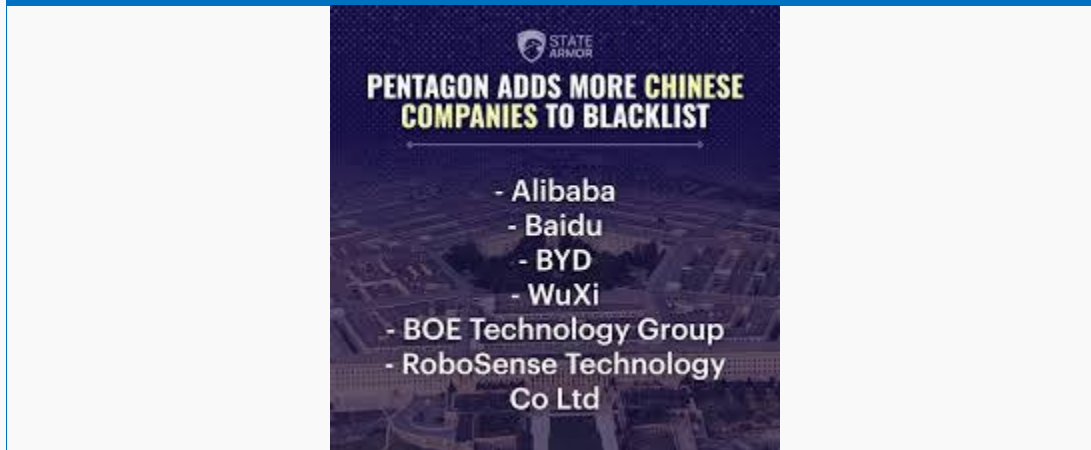 STATE
ARMOR
PENTAGON ADDS MORE CHINESE
COMPANIES TO BLACKLIST
- Alibaba
- Baidu
- BYD
- WuXi
- BOE Technology Group
- RoboSense Technology
Co Ltd